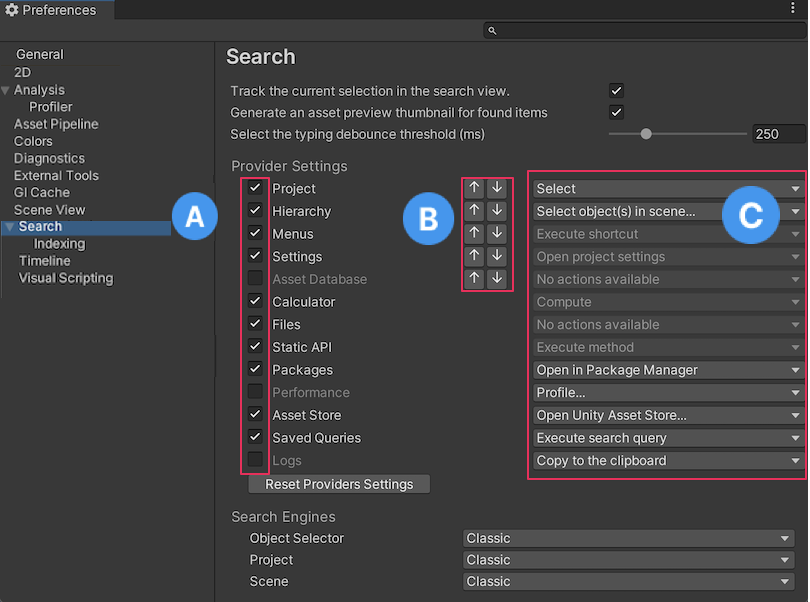 Preferences
General
2D
Analysis
Profiler
Asset Pipeline
Colors
Diagnostics
External Tools
GI Cache
Scene View
Search
Indexing
Timeline
Visual Scripting
A
Search
Track the current selection in the search view.
Generate an asset preview thumbnail for found items
Select the typing debounce threshold (ms) 250
Provider Settings
B
C
Project Select
Hierarchy Select object(s) in scene...
Menus Execute shortcut
Settings Open project settings
Asset Database No actions available
Calculator Compute
Files No actions available
Static API Execute method
Packages Open in Package Manager
Performance Profile...
Asset Store Open Unity Asset Store...
Saved Queries Execute search query
Logs Copy to the clipboard
Reset Providers Settings
Search Engines
Object Selector Classic
Project Classic
Scene Classic